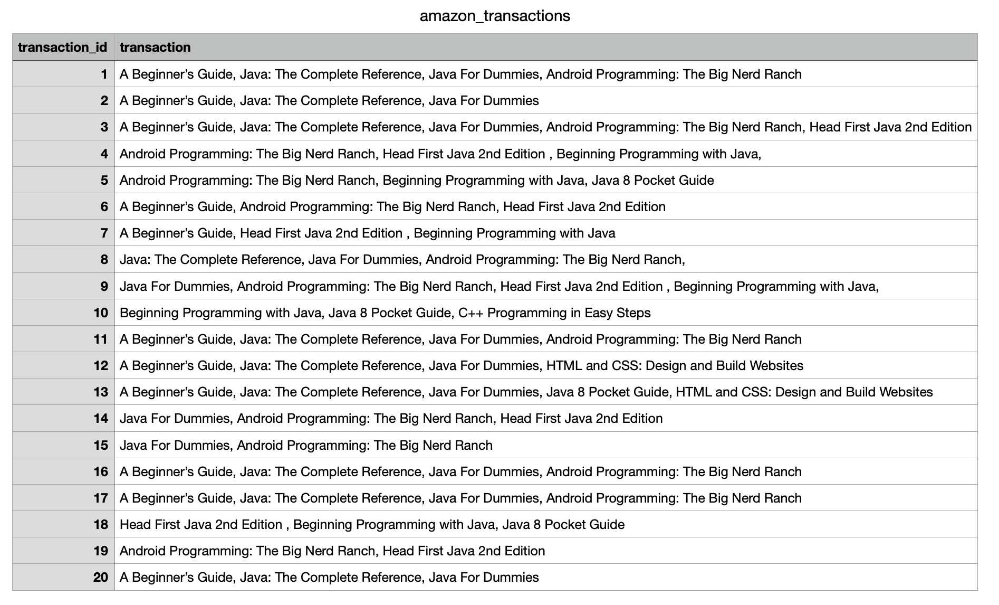 amazon_transactions
transaction_id transaction
1 A Beginner’s Guide, Java: The Complete Reference, Java For Dummies, Android Programming: The Big Nerd Ranch
2 A Beginner’s Guide, Java: The Complete Reference, Java For Dummies
3 A Beginner’s Guide, Java: The Complete Reference, Java For Dummies, Android Programming: The Big Nerd Ranch, Head First Java 2nd Edition
4 Android Programming: The Big Nerd Ranch, Head First Java 2nd Edition , Beginning Programming with Java,
5 Android Programming: The Big Nerd Ranch, Beginning Programming with Java, Java 8 Pocket Guide
6 A Beginner’s Guide, Android Programming: The Big Nerd Ranch, Head First Java 2nd Edition
7 A Beginner’s Guide, Head First Java 2nd Edition , Beginning Programming with Java
8 Java: The Complete Reference, Java For Dummies, Android Programming: The Big Nerd Ranch,
9 Java For Dummies, Android Programming: The Big Nerd Ranch, Head First Java 2nd Edition , Beginning Programming with Java,
10 Beginning Programming with Java, Java 8 Pocket Guide, C++ Programming in Easy Steps
11 A Beginner’s Guide, Java: The Complete Reference, Java For Dummies, Android Programming: The Big Nerd Ranch
12 A Beginner’s Guide, Java: The Complete Reference, Java For Dummies, HTML and CSS: Design and Build Websites
13 A Beginner’s Guide, Java: The Complete Reference, Java For Dummies, Java 8 Pocket Guide, HTML and CSS: Design and Build Websites
14 Java For Dummies, Android Programming: The Big Nerd Ranch, Head First Java 2nd Edition
15 Java For Dummies, Android Programming: The Big Nerd Ranch
16 A Beginner’s Guide, Java: The Complete Reference, Java For Dummies, Android Programming: The Big Nerd Ranch
17 A Beginner’s Guide, Java: The Complete Reference, Java For Dummies, Android Programming: The Big Nerd Ranch
18 Head First Java 2nd Edition , Beginning Programming with Java, Java 8 Pocket Guide
19 Android Programming: The Big Nerd Ranch, Head First Java 2nd Edition
20 A Beginner’s Guide, Java: The Complete Reference, Java For Dummies